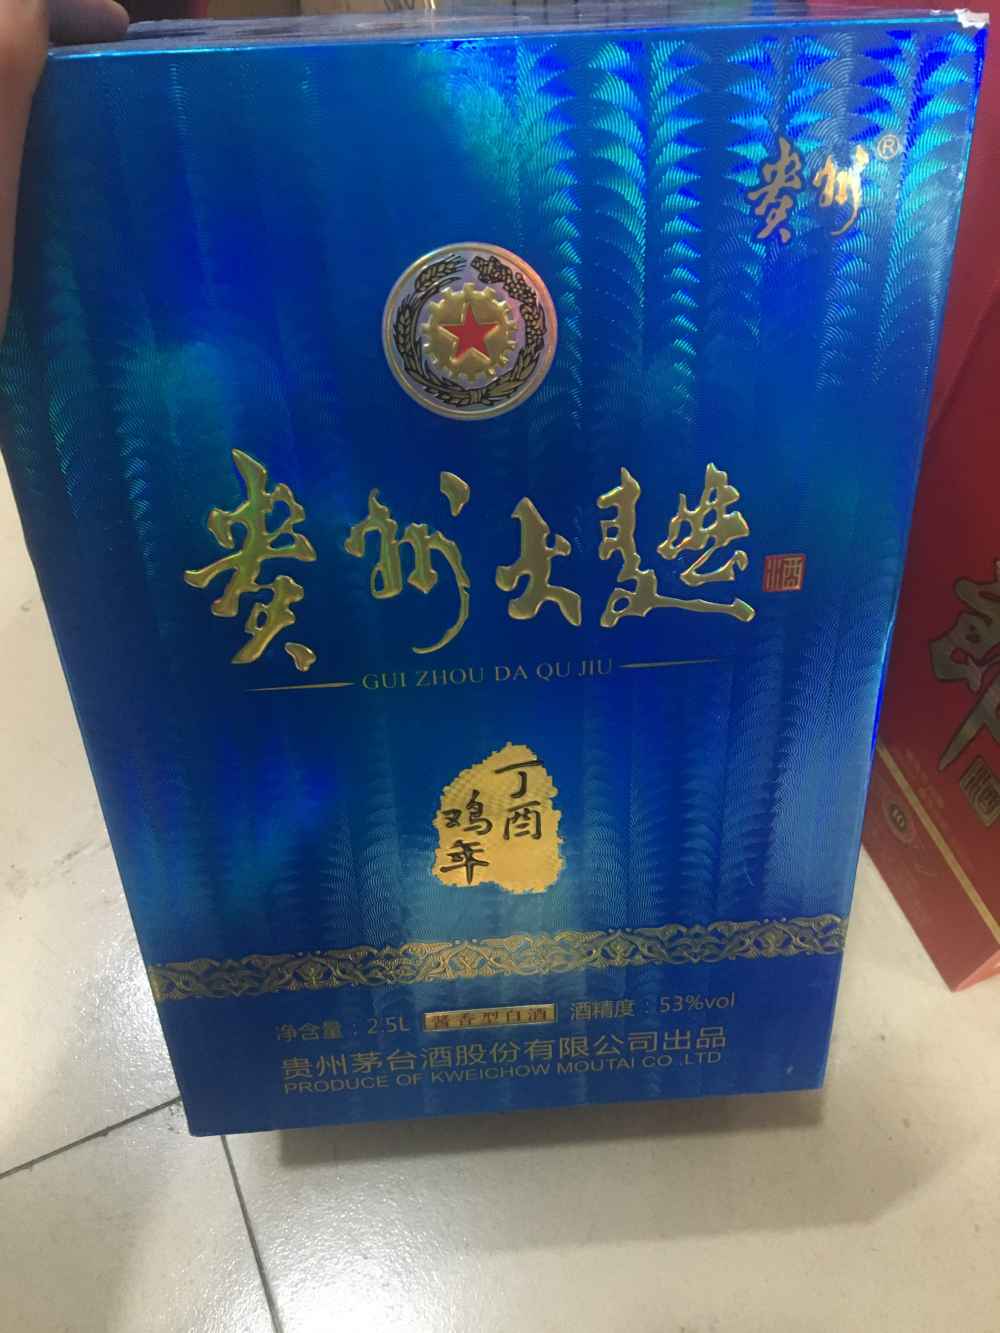 贵州®
贵州大曲
GUI ZHOU DA QU JIU
丁酉
鸡年
净含量：2.5L 酱香型白酒 酒精度：53%vol
贵州茅台酒股份有限公司出品
PRODUCE OF KWEICHOW MOUTAI CO.,LTD